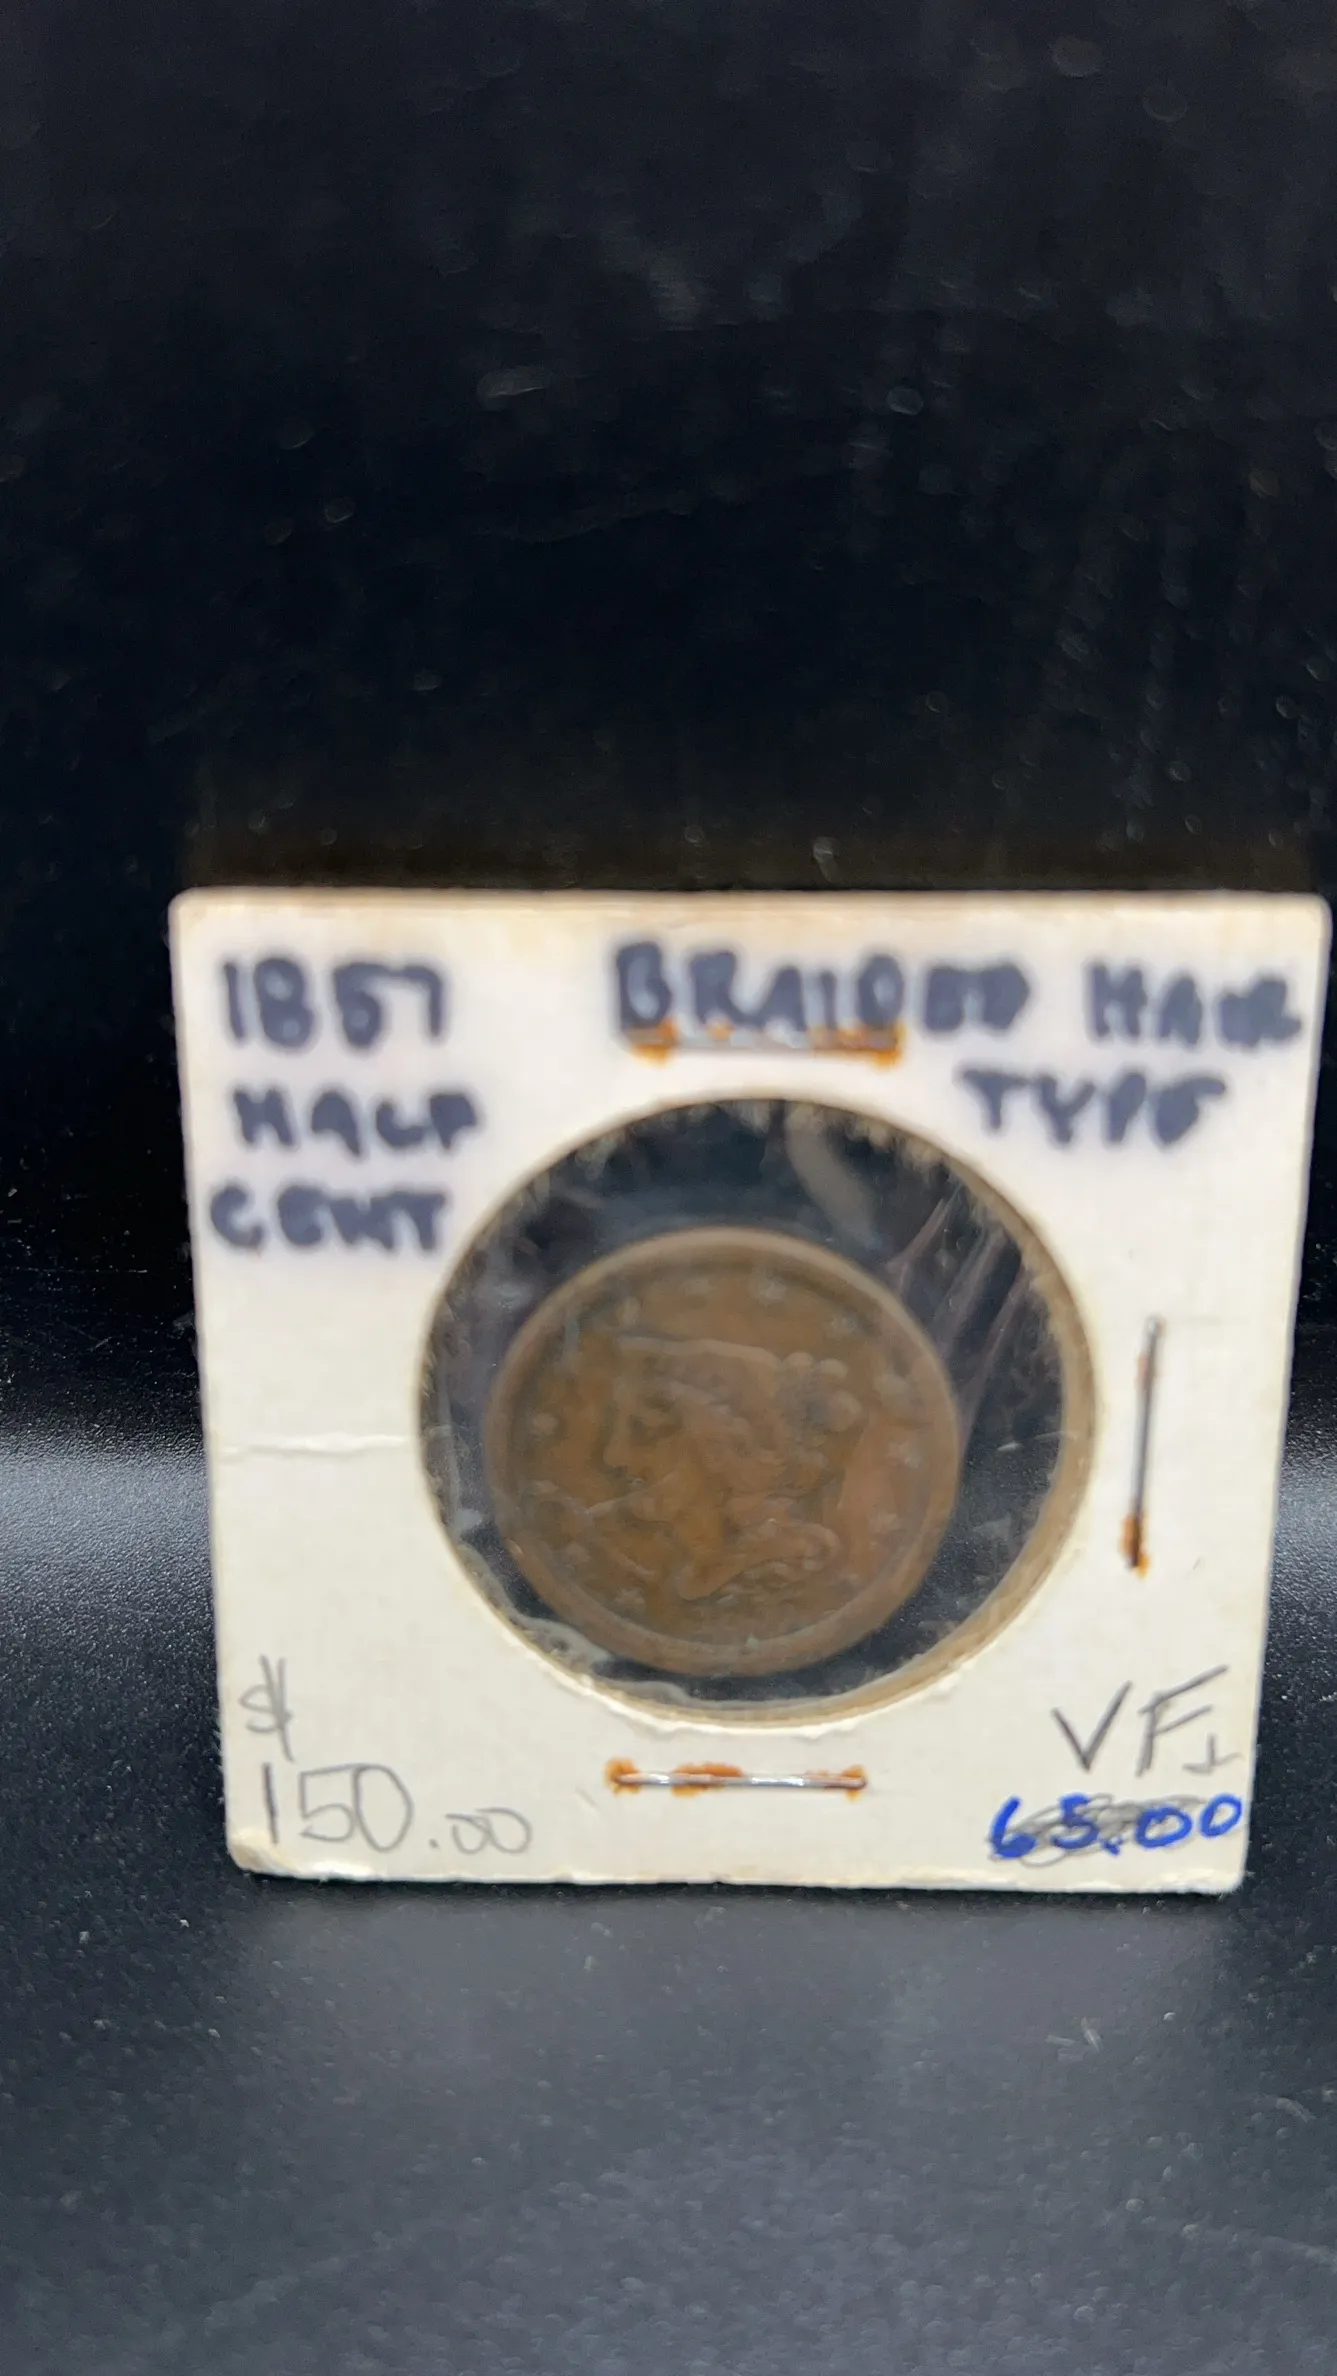 1857
HALF
CENT
BRAIDED HAIR
TYPE
$
150.00
VF
65.00